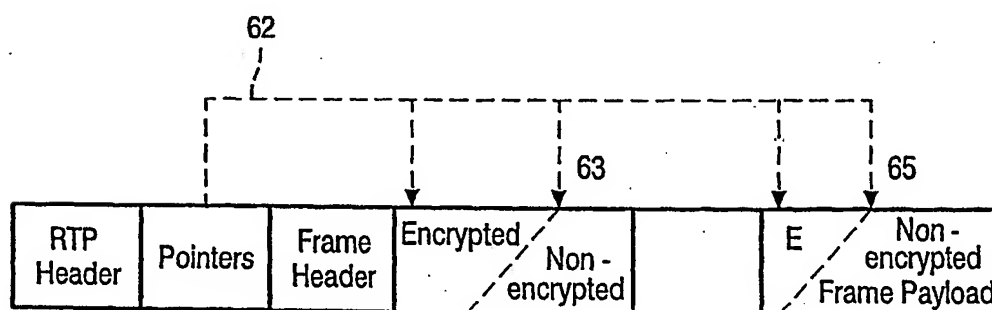 62
63
65
RTP
Header
Pointers
Frame
Header
Encrypted
Non-
encrypted
E
Non-
encrypted
Frame Payload